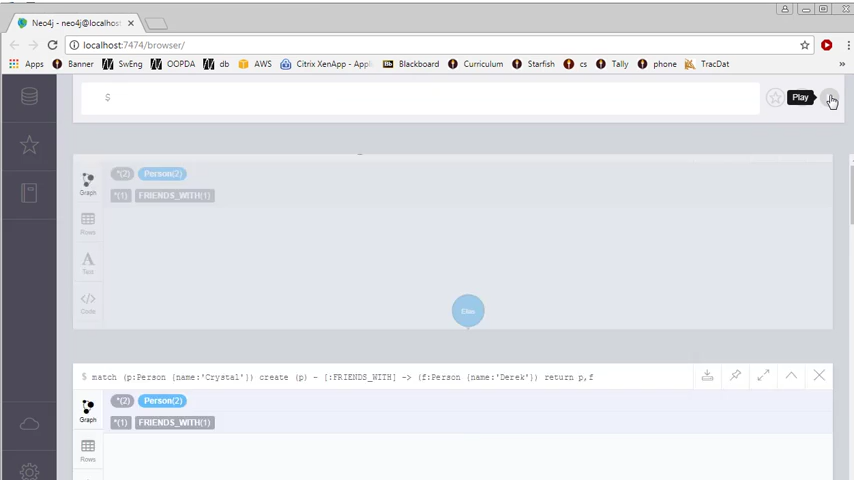 Neo4j - neo4j@localhost
localhost:7474/browser/
Apps Banner SwEng OOPDA db AWS Citrix XenApp - Appl Blackboard Curriculum Starfish cs Tally phone TracDat »
$ Play
*(2) Person(2)
Graph
*(1) FRIENDS_WITH(1)
Rows
A
Text
</>
Code
$ match (p:Person {name:'Crystal'}) create (p) - [:FRIENDS_WITH] -> (f:Person {name:'Derek'}) return p,f
*(2) Person(2)
Graph
*(1) FRIENDS_WITH(1)
Rows